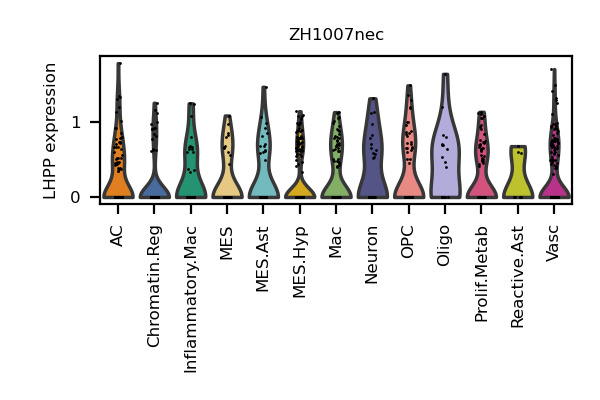 ZH1007nec
LHPP expression
1
0
AC
Chromatin.Reg
Inflammatory.Mac
MES
MES.Ast
MES.Hyp
Mac
Neuron
OPC
Oligo
Prolif.Metab
Reactive.Ast
Vasc